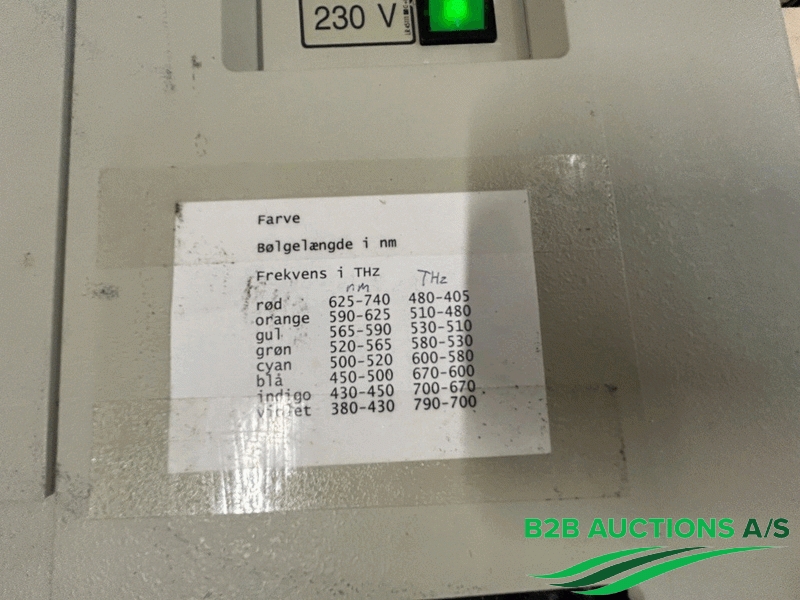 230 V
Farve
Bølgelængde i nm
Frekvens i THz
nm THz
rød 625-740 480-405
orange 590-625 510-480
gul 565-590 530-510
grøn 520-565 580-530
cyan 500-520 600-580
blå 450-500 670-600
indigo 430-450 700-670
violet 380-430 790-700
B2B AUCTIONS A/S